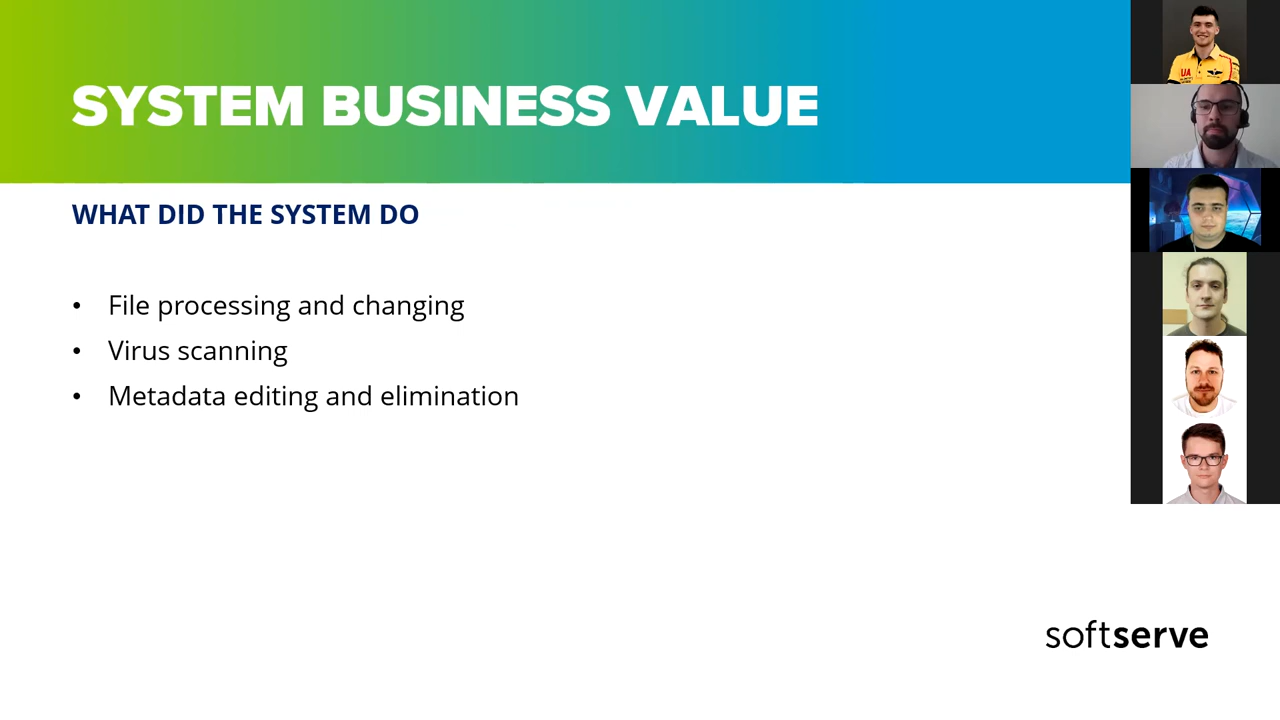 SYSTEM BUSINESS VALUE
WHAT DID THE SYSTEM DO
• File processing and changing
• Virus scanning
• Metadata editing and elimination
UA
softserve